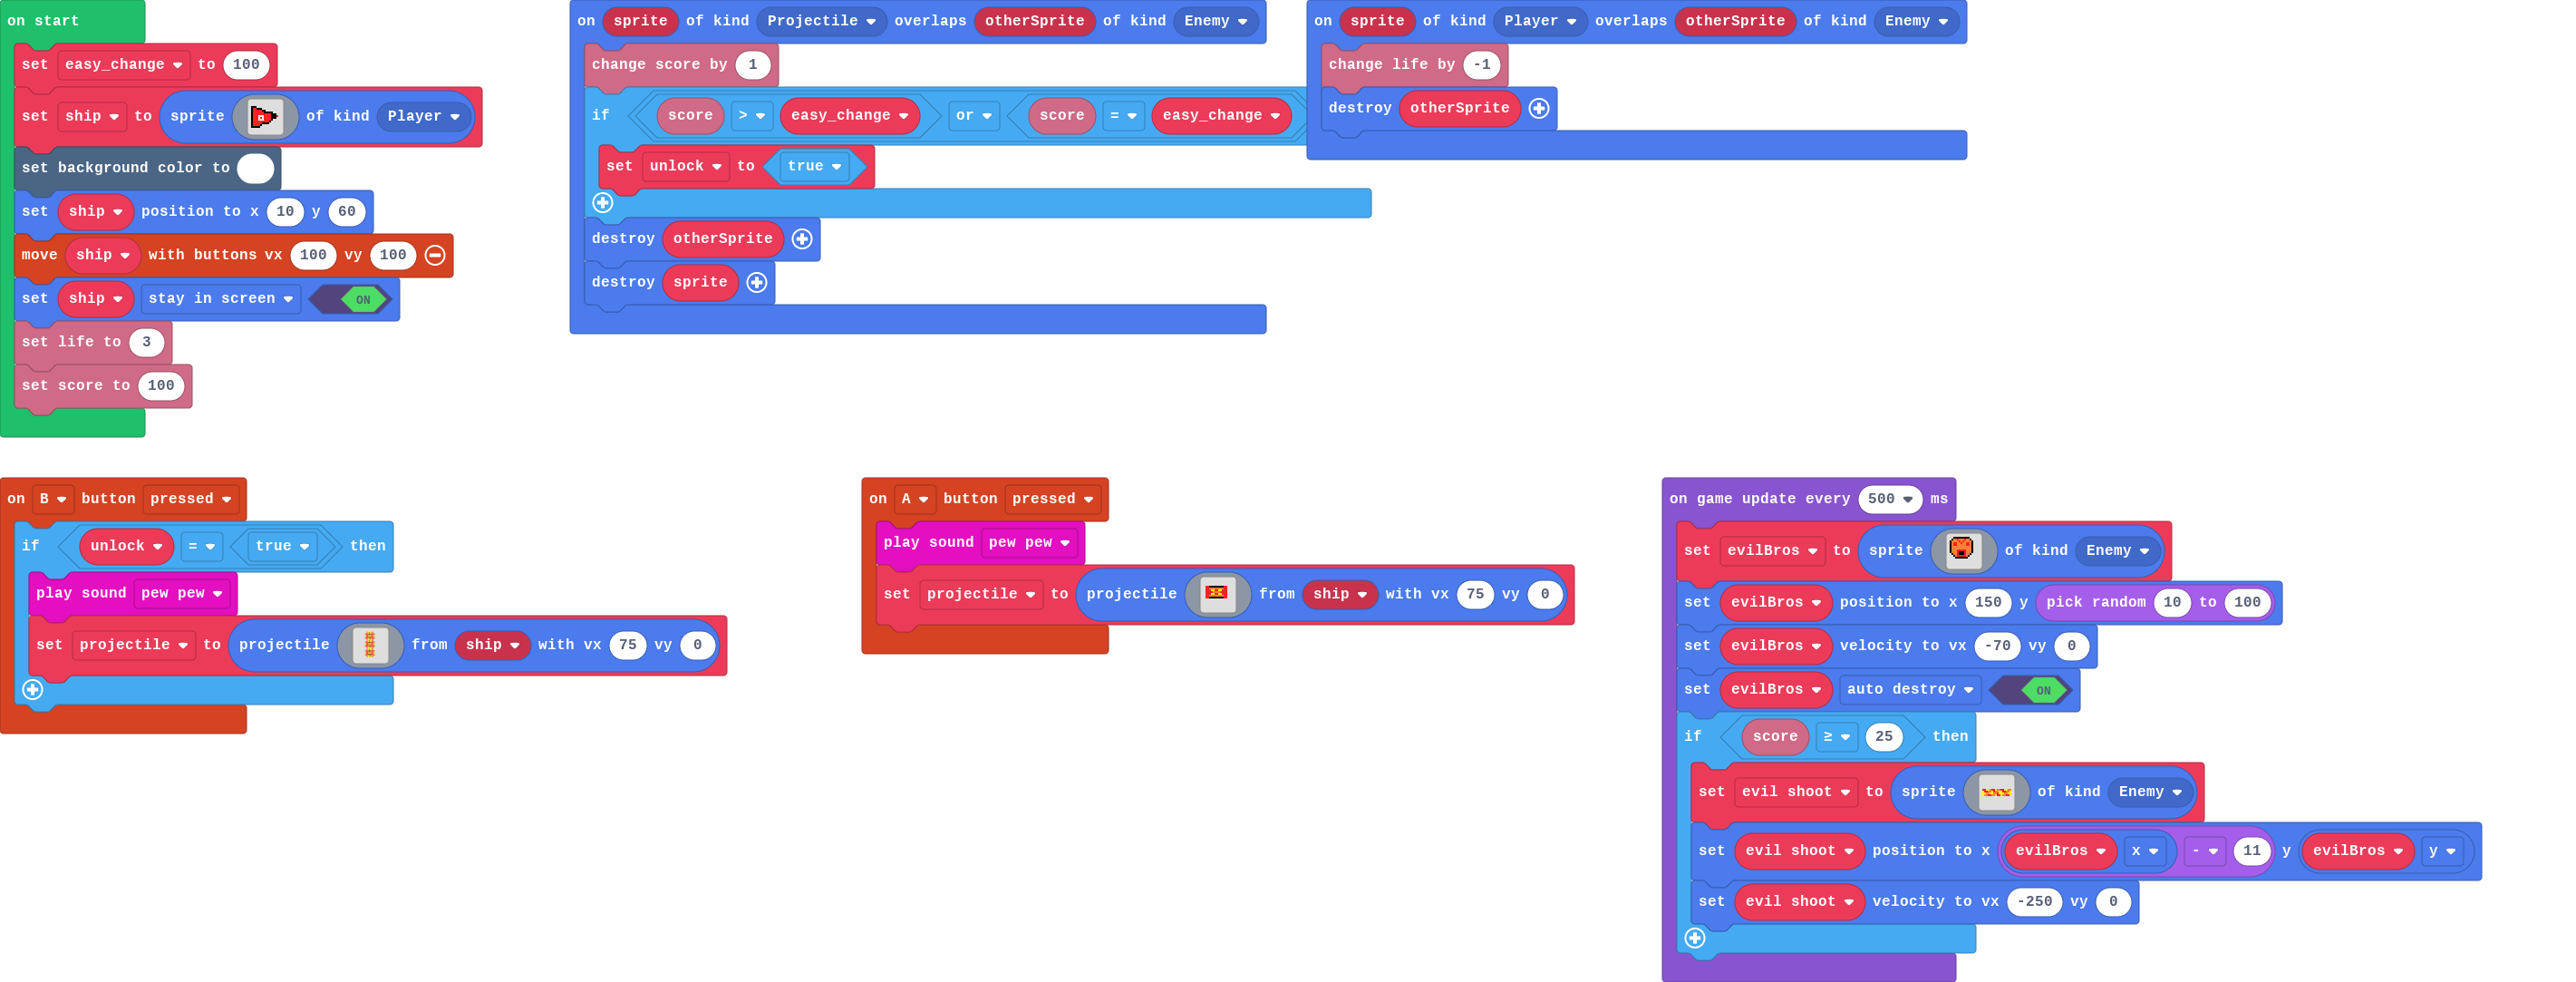 on start
set easy_change to 100
set ship to sprite of kind Player
set background color to
set ship position to x 10 y 60
move ship with buttons vx 100 vy 100
set ship stay in screen ON
set life to 3
set score to 100
on sprite of kind Projectile overlaps otherSprite of kind Enemy
change score by 1
if score > easy_change or score = easy_change
set unlock to true
destroy otherSprite
destroy sprite
on sprite of kind Player overlaps otherSprite of kind Enemy
change life by -1
destroy otherSprite
on B button pressed
if unlock = true then
play sound pew pew
set projectile to projectile from ship with vx 75 vy 0
on A button pressed
play sound pew pew
set projectile to projectile from ship with vx 75 vy 0
on game update every 500 ms
set evilBros to sprite of kind Enemy
set evilBros position to x 150 y pick random 10 to 100
set evilBros velocity to vx -70 vy 0
set evilBros auto destroy ON
if score ≥ 25 then
set evil shoot to sprite of kind Enemy
set evil shoot position to x evilBros x - 11 y evilBros y
set evil shoot velocity to vx -250 vy 0